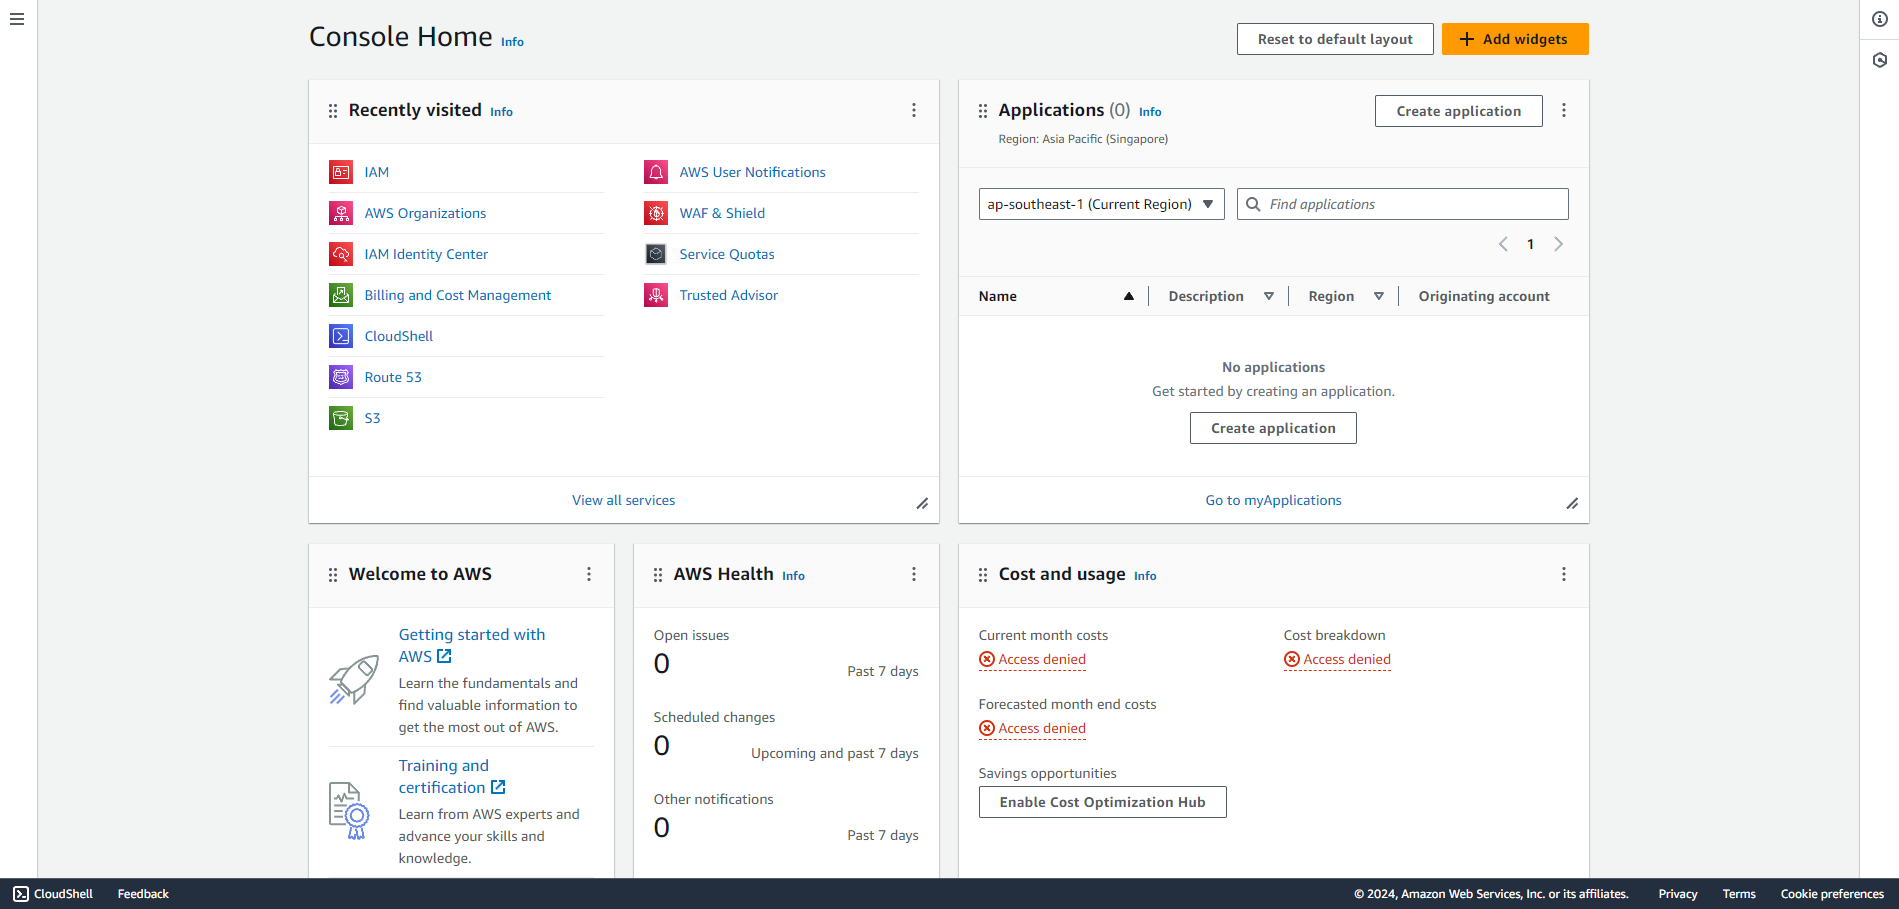 Console Home Info
Reset to default layout
Add widgets
Recently visited Info
IAM
AWS Organizations
IAM Identity Center
Billing and Cost Management
CloudShell
Route 53
S3
AWS User Notifications
WAF & Shield
Service Quotas
Trusted Advisor
View all services
Applications (0) Info
Region: Asia Pacific (Singapore)
Create application
ap-southeast-1 (Current Region)
Find applications
1
Name Description Region Originating account
No applications
Get started by creating an application.
Create application
Go to myApplications
Welcome to AWS
Getting started with
AWS
Learn the fundamentals and
find valuable information to
get the most out of AWS.
Training and
certification
Learn from AWS experts and
advance your skills and
knowledge.
AWS Health Info
Open issues
0
Past 7 days
Scheduled changes
0
Upcoming and past 7 days
Other notifications
0
Past 7 days
Cost and usage Info
Current month costs
Access denied
Cost breakdown
Access denied
Forecasted month end costs
Access denied
Savings opportunities
Enable Cost Optimization Hub
CloudShell
Feedback
© 2024, Amazon Web Services, Inc. or its affiliates.
Privacy
Terms
Cookie preferences